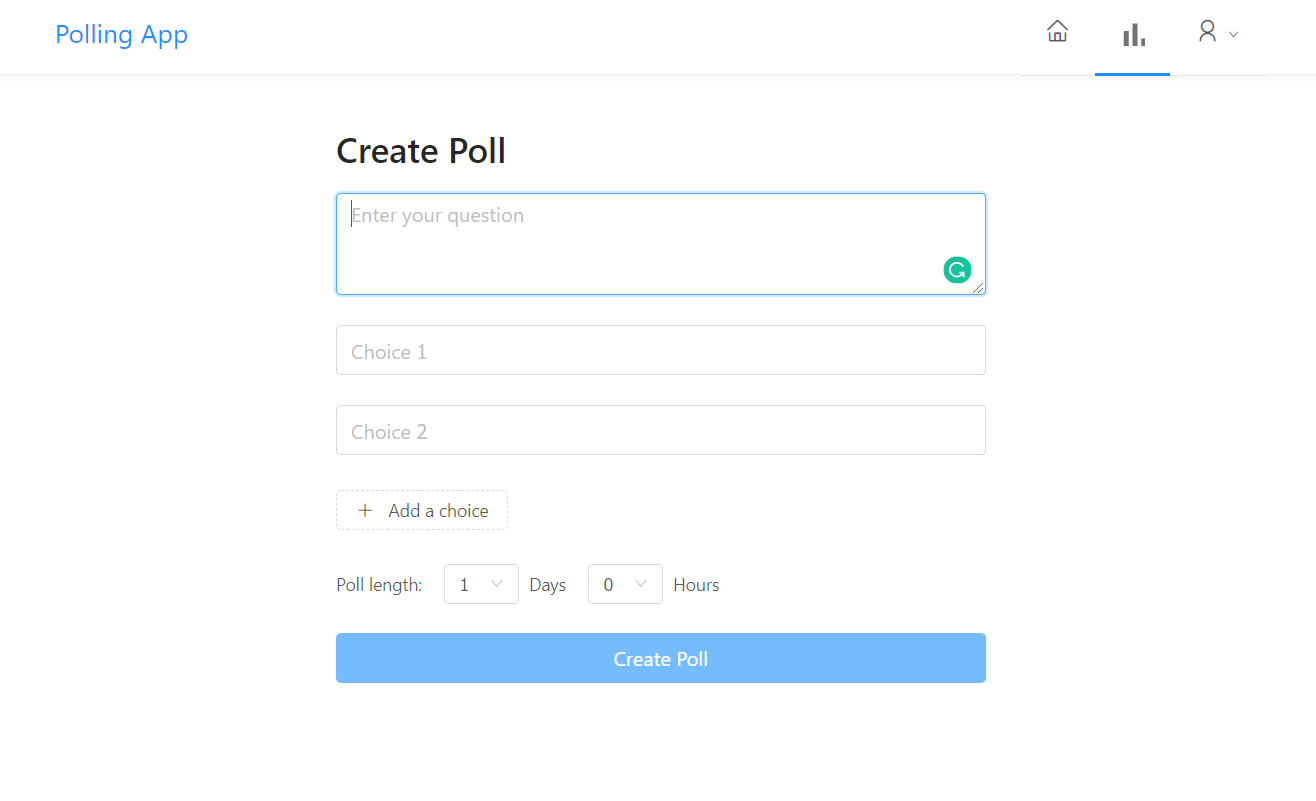 Polling App
Create Poll
Enter your question
Choice 1
Choice 2
+ Add a choice
Poll length: 1 Days 0 Hours
Create Poll